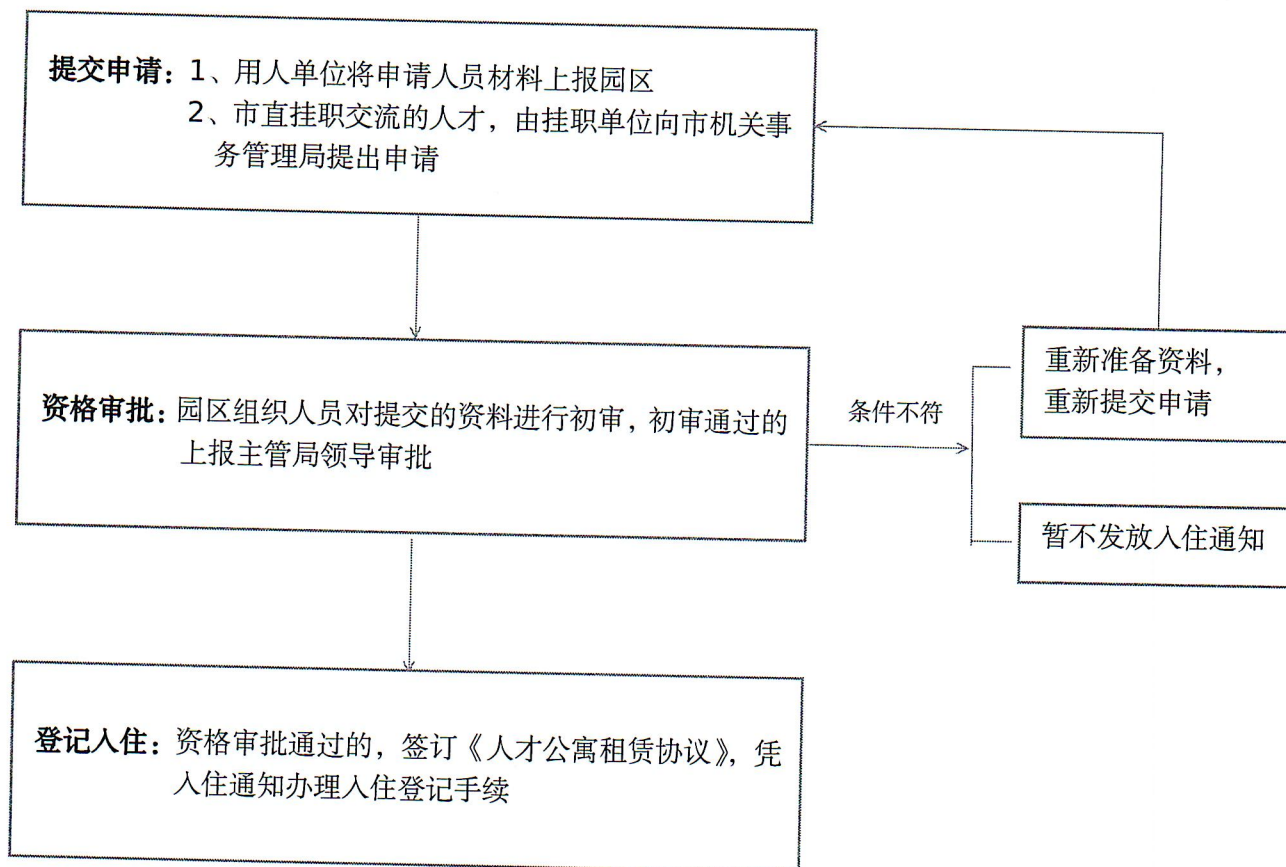 提交申请：1、用人单位将申请人员材料上报园区
2、市直挂职交流的人才，由挂职单位向市机关事
务管理局提出申请
资格审批：园区组织人员对提交的资料进行初审，初审通过的
上报主管局领导审批
条件不符
重新准备资料，
重新提交申请
暂不发放入住通知
登记入住：资格审批通过的，签订《人才公寓租赁协议》，凭
入住通知办理入住登记手续